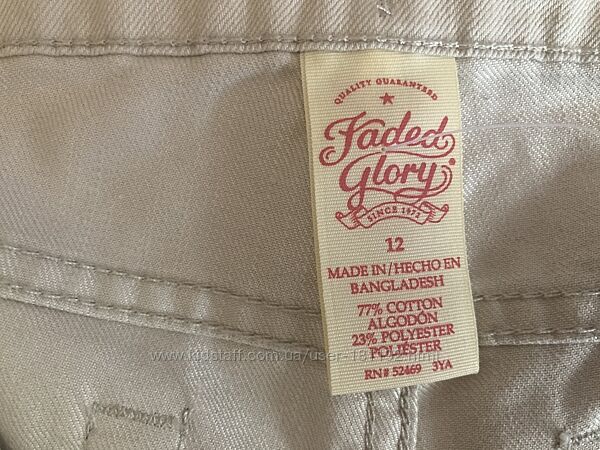 QUALITY GUARANTEED
Faded
Glory
SINCE 1972
12
MADE IN/HECHO EN
BANGLADESH
77% COTTON
ALGODÓN
23% POLYESTER
POLIÉSTER
RN# 52469 3YA